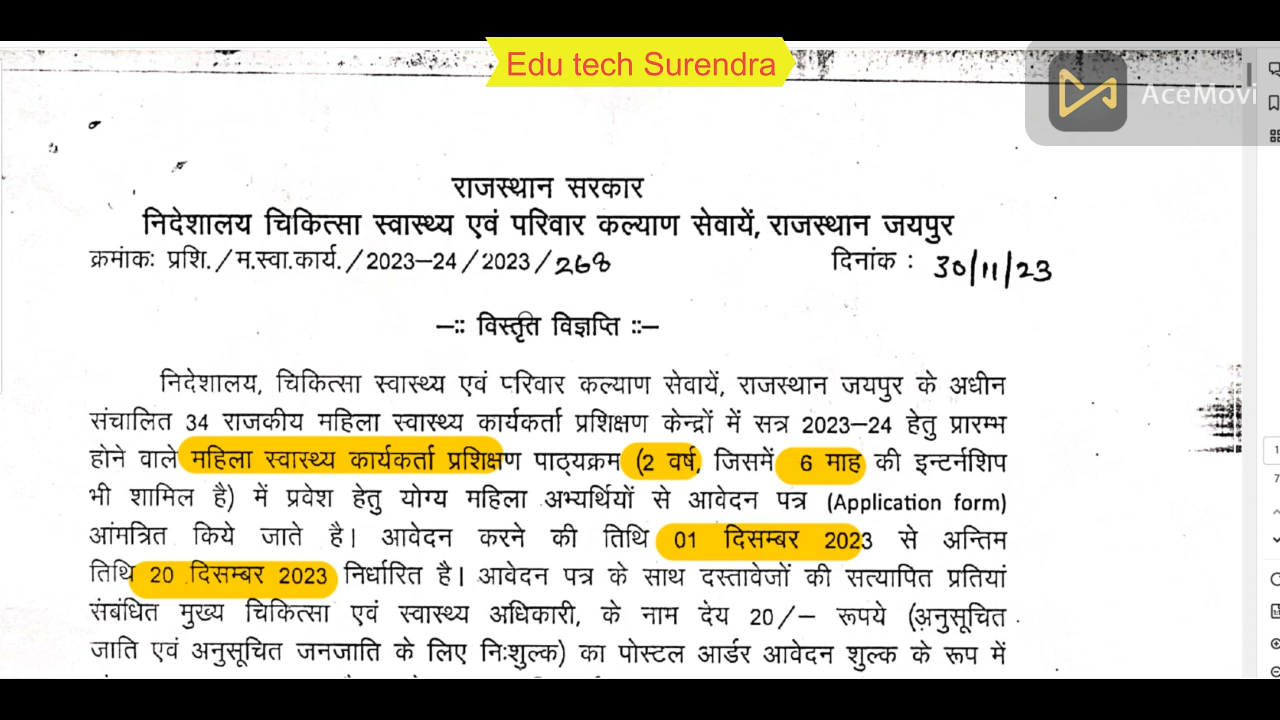 Edu tech Surendra
AceMovi
राजस्थान सरकार
निदेशालय चिकित्सा स्वास्थ्य एवं परिवार कल्याण सेवायें, राजस्थान जयपुर
क्रमांकः प्रशि./म.स्वा.कार्य./2023–24/2023/268 दिनांक : 30/11/23
–:: विस्तृति विज्ञप्ति ::–
निदेशालय, चिकित्सा स्वास्थ्य एवं परिवार कल्याण सेवायें, राजस्थान जयपुर के अधीन
संचालित 34 राजकीय महिला स्वास्थ्य कार्यकर्ता प्रशिक्षण केन्द्रों में सत्र 2023–24 हेतु प्रारम्भ
होने वाले महिला स्वास्थ्य कार्यकर्ता प्रशिक्षण पाठ्यक्रम (2 वर्ष, जिसमें 6 माह की इन्टर्नशिप
भी शामिल है) में प्रवेश हेतु योग्य महिला अभ्यर्थियों से आवेदन पत्र (Application form)
आंमत्रित किये जाते है। आवेदन करने की तिथि 01 दिसम्बर 2023 से अन्तिम
तिथि 20 दिसम्बर 2023 निर्धारित है। आवेदन पत्र के साथ दस्तावेजों की सत्यापित प्रतियां
संबंधित मुख्य चिकित्सा एवं स्वास्थ्य अधिकारी, के नाम देय 20/– रूपये (अनुसूचित
जाति एवं अनुसूचित जनजाति के लिए निःशुल्क) का पोस्टल आर्डर आवेदन शुल्क के रूप में